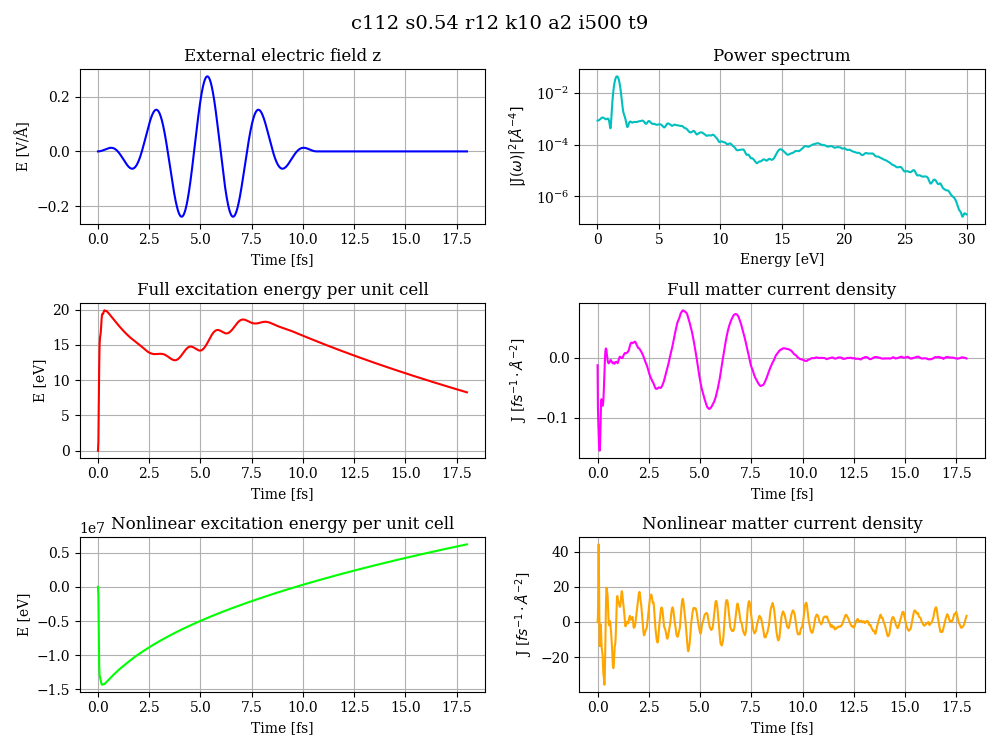 c112 s0.54 r12 k10 a2 i500 t9
External electric field z
E [V/Å]
0.2
0.0
−0.2
0.0 2.5 5.0 7.5 10.0 12.5 15.0 17.5
Time [fs]
Power spectrum
|J(ω)|²[Å⁻⁴]
10⁻²
10⁻⁴
10⁻⁶
0 5 10 15 20 25 30
Energy [eV]
Full excitation energy per unit cell
E [eV]
20
15
10
5
0
0.0 2.5 5.0 7.5 10.0 12.5 15.0 17.5
Time [fs]
Full matter current density
J [fs⁻¹ · Å⁻²]
0.0
−0.1
0.0 2.5 5.0 7.5 10.0 12.5 15.0 17.5
Time [fs]
Nonlinear excitation energy per unit cell
1e7
E [eV]
0.5
0.0
−0.5
−1.0
−1.5
0.0 2.5 5.0 7.5 10.0 12.5 15.0 17.5
Time [fs]
Nonlinear matter current density
J [fs⁻¹ · Å⁻²]
40
20
0
−20
0.0 2.5 5.0 7.5 10.0 12.5 15.0 17.5
Time [fs]